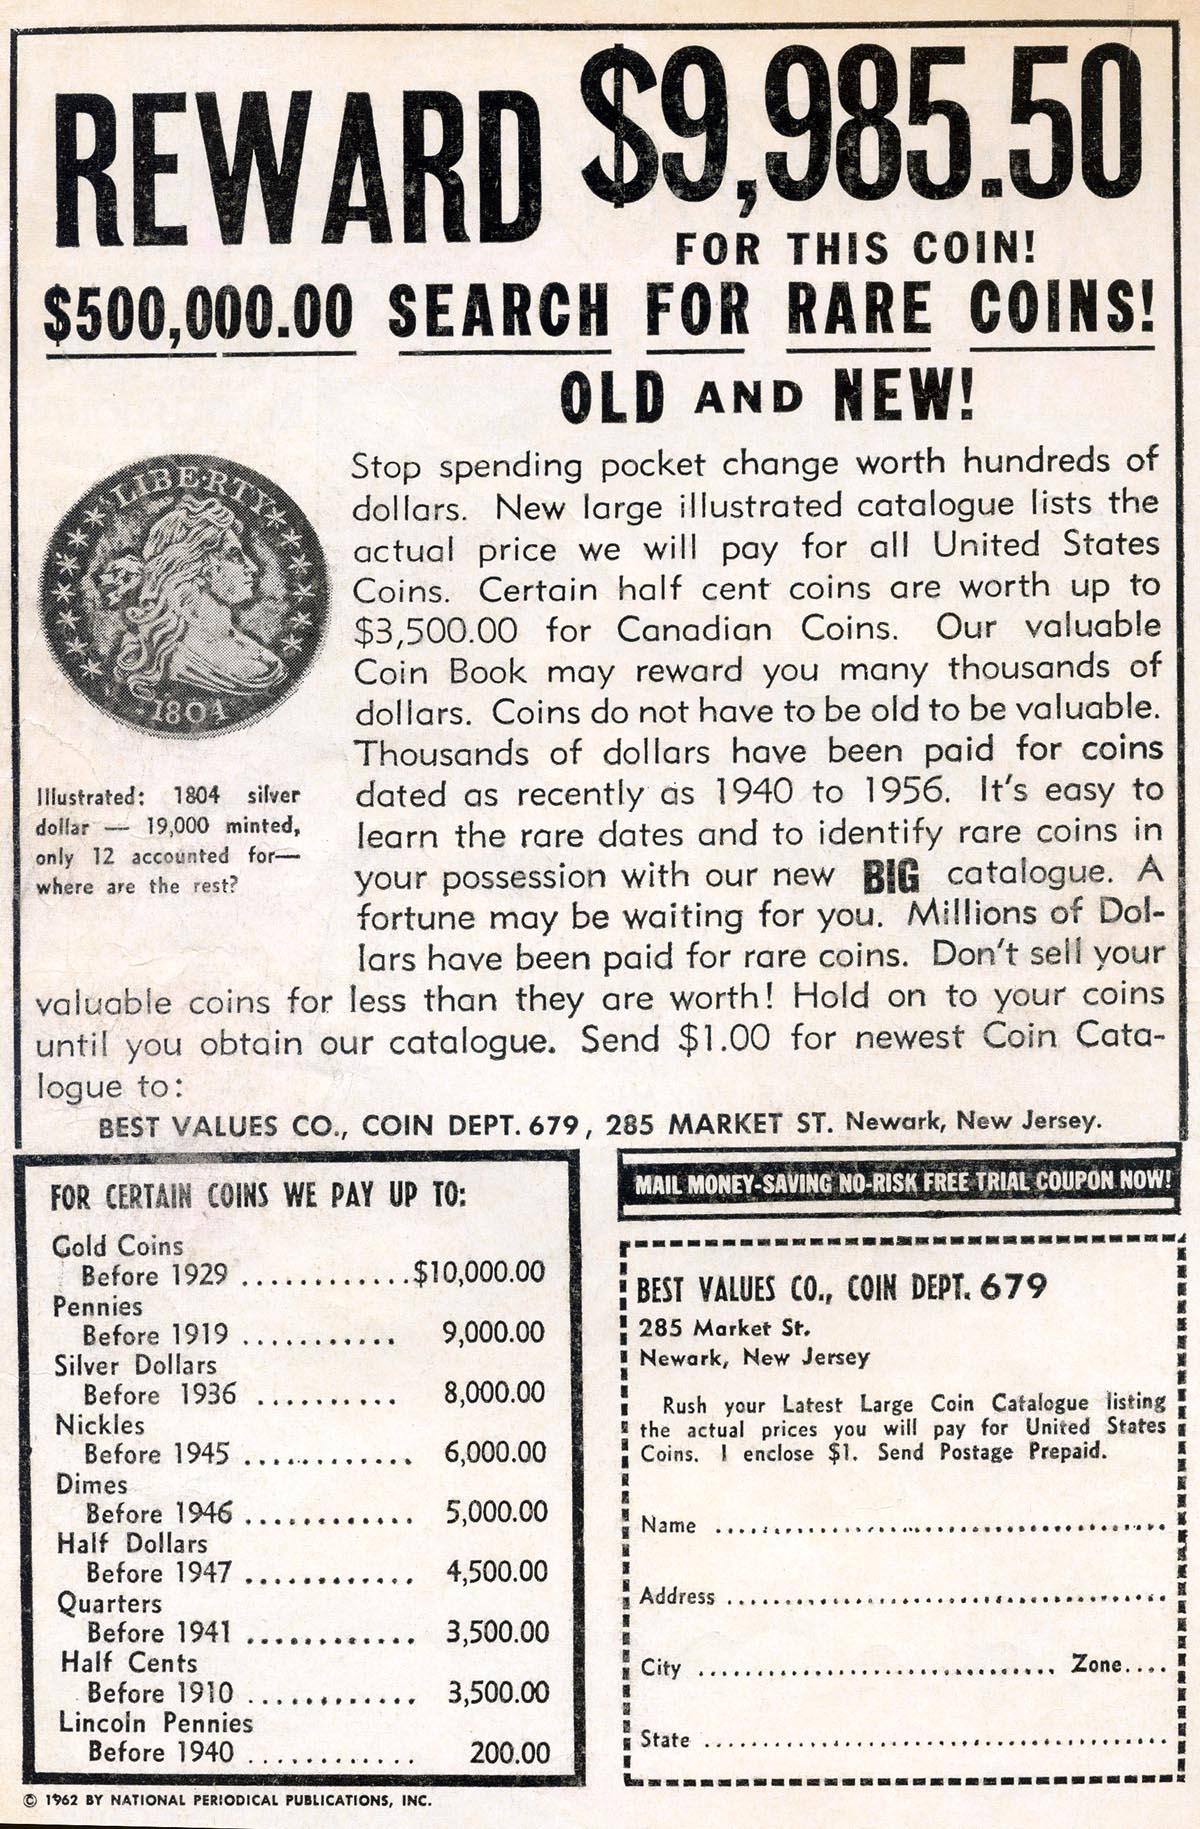 REWARD $9,985.50
FOR THIS COIN!
$500,000.00 SEARCH FOR RARE COINS!
OLD AND NEW!
LIBERTY
1804
Illustrated: 1804 silver
dollar — 19,000 minted,
only 12 accounted for—
where are the rest?
Stop spending pocket change worth hundreds of
dollars. New large illustrated catalogue lists the
actual price we will pay for all United States
Coins. Certain half cent coins are worth up to
$3,500.00 for Canadian Coins. Our valuable
Coin Book may reward you many thousands of
dollars. Coins do not have to be old to be valuable.
Thousands of dollars have been paid for coins
dated as recently as 1940 to 1956. It's easy to
learn the rare dates and to identify rare coins in
your possession with our new BIG catalogue. A
fortune may be waiting for you. Millions of Dol-
lars have been paid for rare coins. Don't sell your
valuable coins for less than they are worth! Hold on to your coins
until you obtain our catalogue. Send $1.00 for newest Coin Cata-
logue to:
BEST VALUES CO., COIN DEPT. 679, 285 MARKET ST. Newark, New Jersey.
FOR CERTAIN COINS WE PAY UP TO:
Gold Coins
Before 1929 ............$10,000.00
Pennies
Before 1919 ........... 9,000.00
Silver Dollars
Before 1936 .......... 8,000.00
Nickles
Before 1945 ............ 6,000.00
Dimes
Before 1946 ............ 5,000.00
Half Dollars
Before 1947 ............ 4,500.00
Quarters
Before 1941 ............ 3,500.00
Half Cents
Before 1910 ............ 3,500.00
Lincoln Pennies
Before 1940 ............ 200.00
MAIL MONEY-SAVING NO-RISK FREE TRIAL COUPON NOW!
BEST VALUES CO., COIN DEPT. 679
285 Market St.
Newark, New Jersey
Rush your Latest Large Coin Catalogue listing
the actual prices you will pay for United States
Coins. I enclose $1. Send Postage Prepaid.
Name ........................................
Address ......................................
City ................................ Zone....
State ..........................................
© 1962 BY NATIONAL PERIODICAL PUBLICATIONS, INC.